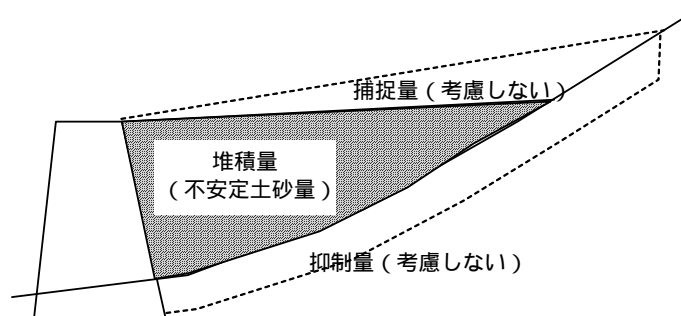 捕捉量（考慮しない）
堆積量
（不安定土砂量）
抑制量（考慮しない）